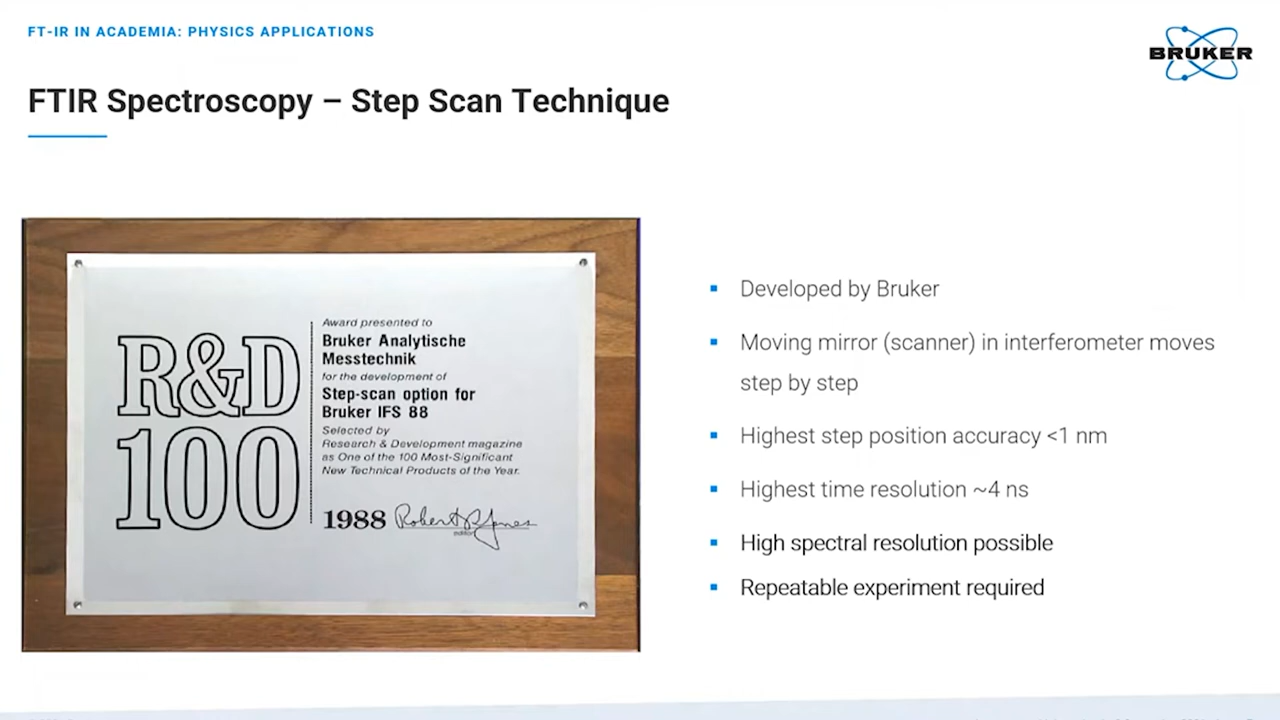 FT-IR IN ACADEMIA: PHYSICS APPLICATIONS
BRUKER
FTIR Spectroscopy – Step Scan Technique
R&D
100
Award presented to
Bruker Analytische
Messtechnik
for the development of
Step-scan option for
Bruker IFS 88
Selected by
Research & Development magazine
as One of the 100 Most-Significant
New Technical Products of the Year.
1988 Robert R. Jones
editor
▪ Developed by Bruker
▪ Moving mirror (scanner) in interferometer moves
step by step
▪ Highest step position accuracy <1 nm
▪ Highest time resolution ~4 ns
▪ High spectral resolution possible
▪ Repeatable experiment required